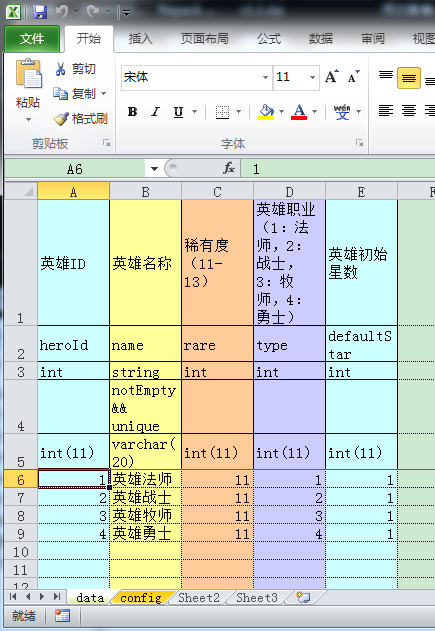 文件 开始 插入 页面布局 公式 数据 审阅 视图
剪切
宋体 11 A A
复制
粘贴
格式刷
B I U A wén
剪贴板 字体
A6 fx 1
A B C D E F
1 英雄ID 英雄名称 稀有度（11-13） 英雄职业（1：法师，2：战士，3：牧师，4：勇士） 英雄初始星数
2 heroId name rare type defaultStar
3 int string int int int
4 notEmpty && unique
5 int(11) varchar(20) int(11) int(11) int(11)
6 1 英雄法师 11 1 1
7 2 英雄战士 11 2 1
8 3 英雄牧师 11 3 1
9 4 英雄勇士 11 4 1
10
11
12
data config Sheet2 Sheet3
就绪